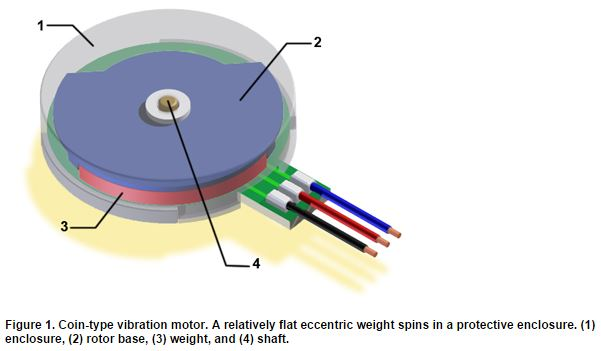 1
2
3
4
Figure 1. Coin-type vibration motor. A relatively flat eccentric weight spins in a protective enclosure. (1)
enclosure, (2) rotor base, (3) weight, and (4) shaft.